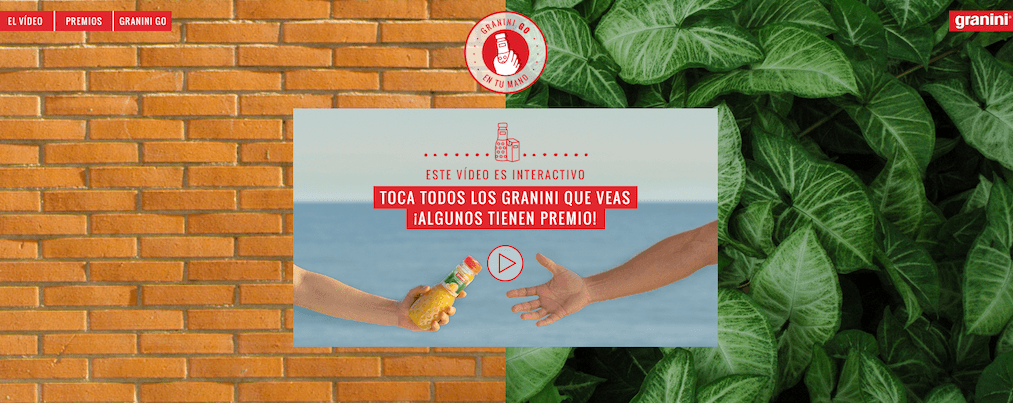 EL VÍDEO
PREMIOS
GRANINI GO
GRANINI GO
EN TU MANO
granini®
ESTE VÍDEO ES INTERACTIVO
TOCA TODOS LOS GRANINI QUE VEAS
¡ALGUNOS TIENEN PREMIO!